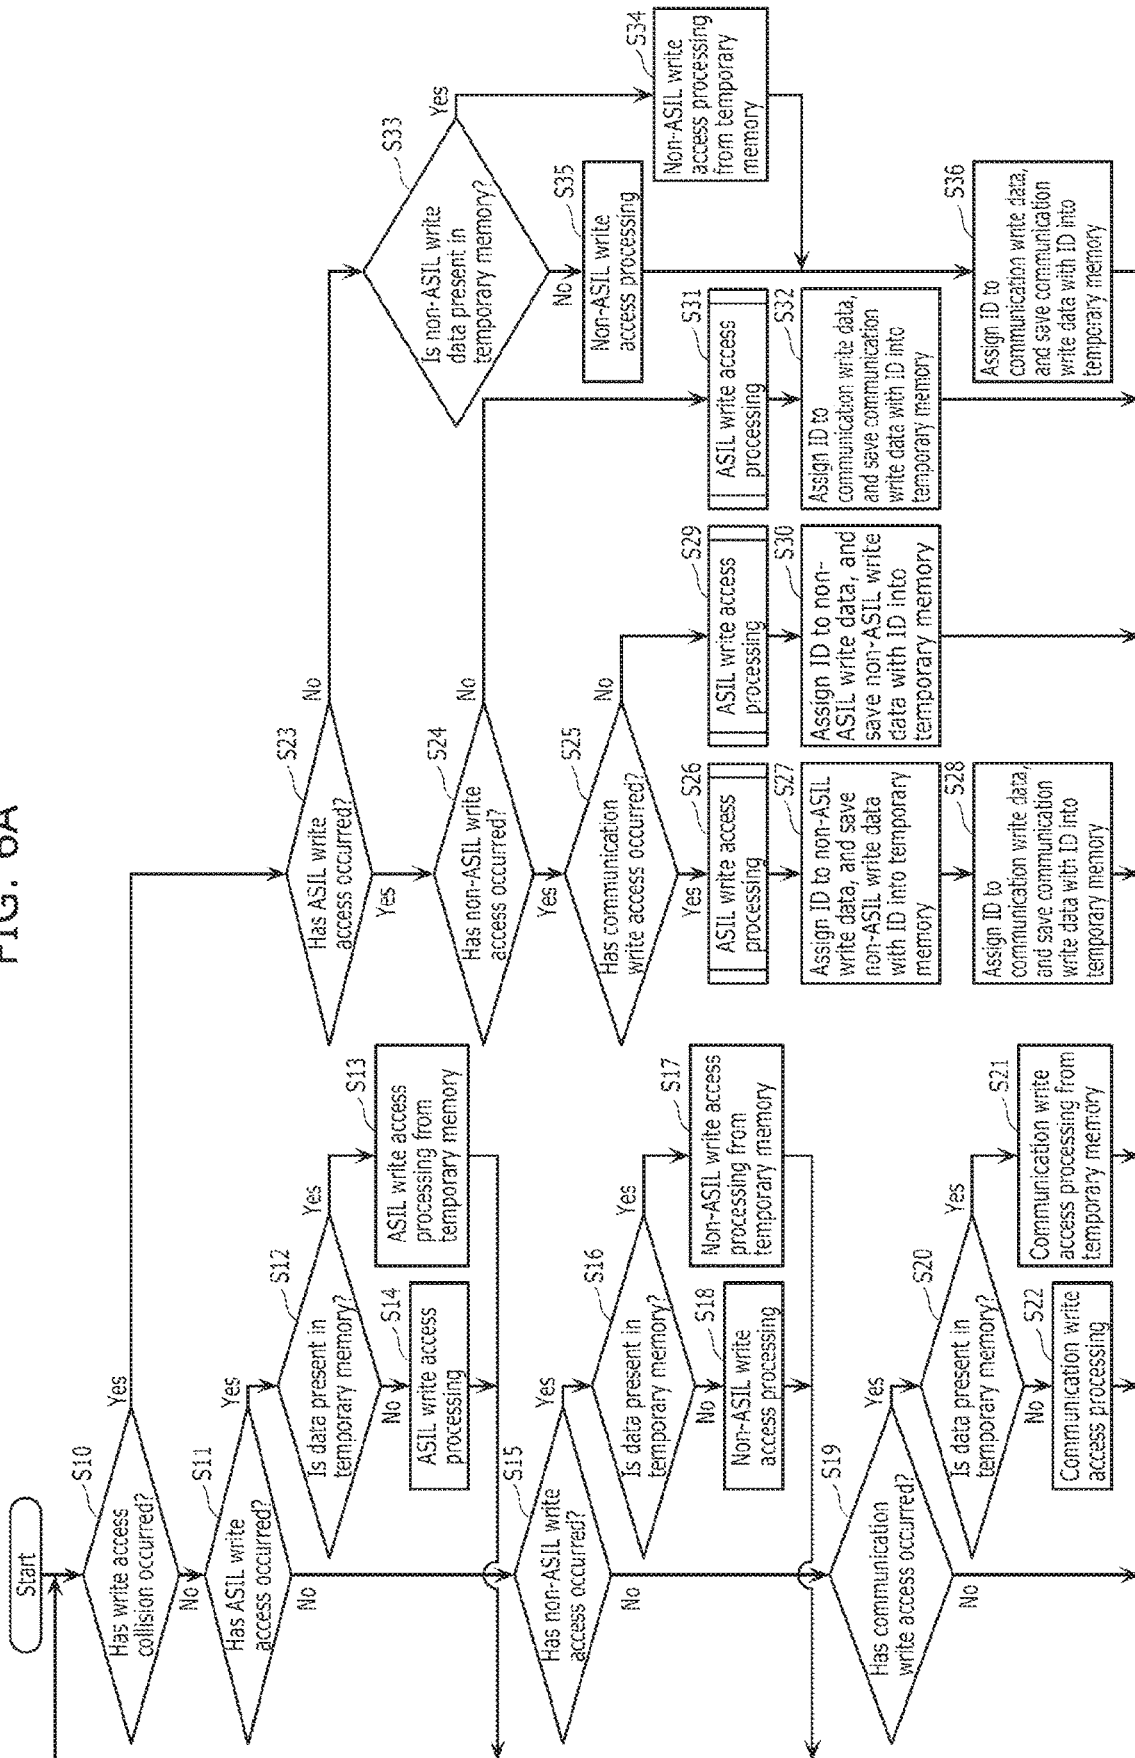 FIG. 6A
Start
S10
Has write access
collision occurred?
Yes
No
S11
Has ASIL write
access occurred?
Yes
No
S12
Is data present in
temporary memory?
Yes
No
S13
ASIL write access
processing from
temporary memory
S14
ASIL write access
processing
S15
Has non-ASIL write
access occurred?
Yes
No
S16
Is data present in
temporary memory?
Yes
No
S17
Non-ASIL write access
processing from
temporary memory
S18
Non-ASIL write
access processing
S19
Has communication
write access occurred?
Yes
No
S20
Is data present in
temporary memory?
Yes
No
S21
Communication write
access processing from
temporary memory
S22
Communication write
access processing
S23
Has ASIL write
access occurred?
No
Yes
S24
Has non-ASIL write
access occurred?
No
Yes
S25
Has communication
write access occurred?
No
Yes
S26
ASIL write access
processing
S27
Assign ID to non-ASIL
write data, and save
non-ASIL write data
with ID into temporary
memory
S28
Assign ID to
communication write data,
and save communication
write data with ID into
temporary memory
S29
ASIL write access
processing
S30
Assign ID to non-
ASIL write data, and
save non-ASIL write
data with ID into
temporary memory
S31
ASIL write access
processing
S32
Assign ID to
communication write data,
and save communication
write data with ID into
temporary memory
S33
Is non-ASIL write
data present in
temporary memory?
Yes
No
S34
Non-ASIL write
access processing
from temporary
memory
S35
Non-ASIL write
access processing
S36
Assign ID to
communication write data,
and save communication
write data with ID into
temporary memory